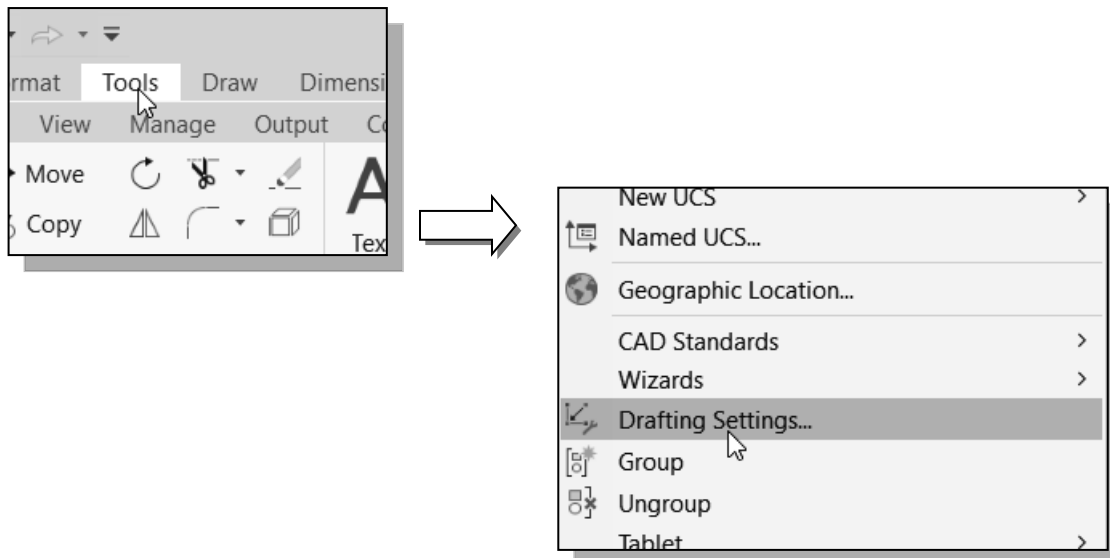 rmat Tools Draw Dimensi
View Manage Output
Move
Copy
Tex
New UCS
Named UCS...
Geographic Location...
CAD Standards
Wizards
Drafting Settings...
Group
Ungroup
Tablet